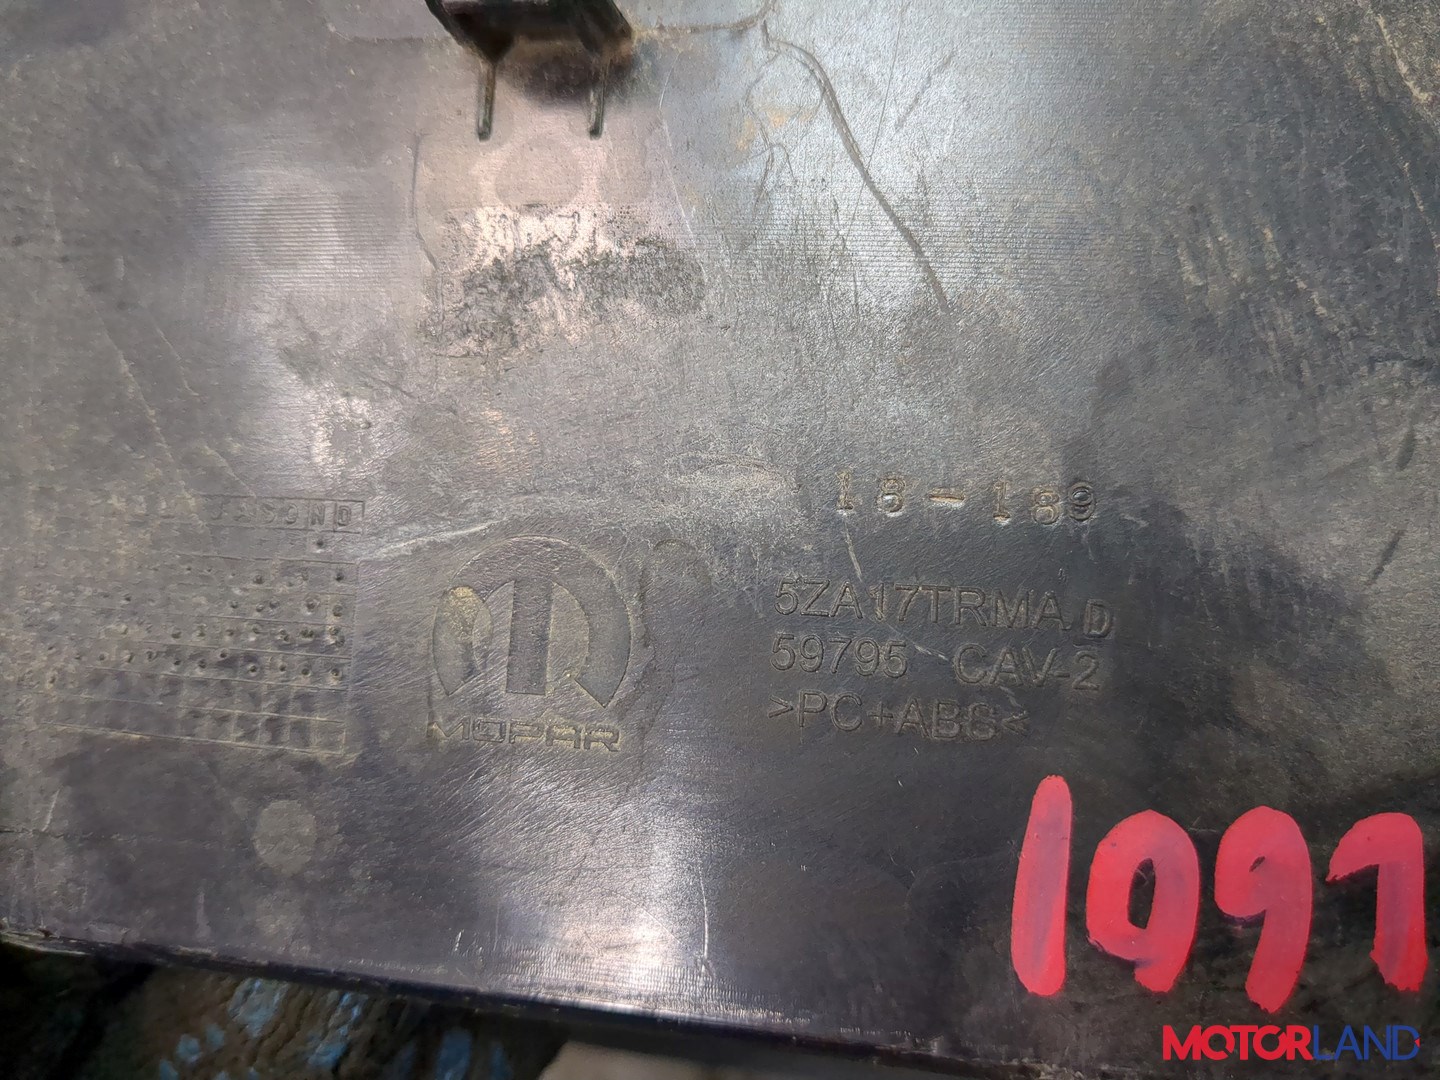 18-189
J A S O N D
MOPAR
5ZA17TRMA D
59795 CAV-2
>PC+ABS<
1097
MOTORLAND